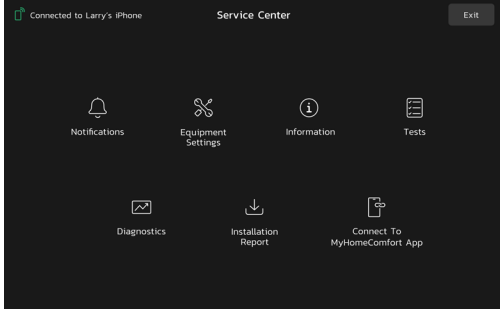 Connected to Larry's iPhone
Service Center
Exit
Notifications
Equipment
Settings
Information
Tests
Diagnostics
Installation
Report
Connect To
MyHomeComfort App